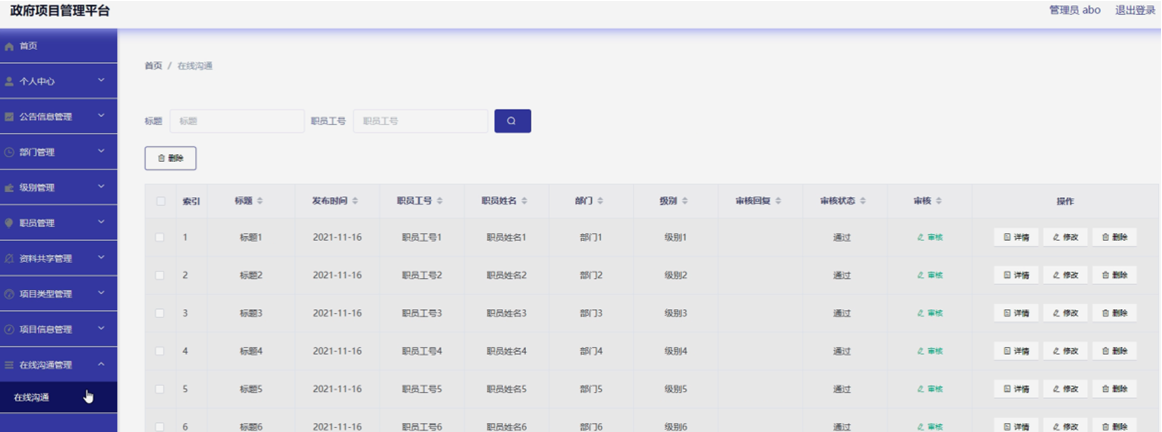 政府项目管理平台 管理员 abo 退出登录
首页
个人中心
公告信息管理
部门管理
级别管理
职员管理
资料共享管理
项目类型管理
项目信息管理
在线沟通管理
在线沟通
首页 / 在线沟通
标题 标题 职员工号 职员工号
删除
索引 标题 发布时间 职员工号 职员姓名 部门 级别 审核回复 审核状态 审核 操作
1 标题1 2021-11-16 职员工号1 职员姓名1 部门1 级别1 通过 审核 详情 修改 删除
2 标题2 2021-11-16 职员工号2 职员姓名2 部门2 级别2 通过 审核 详情 修改 删除
3 标题3 2021-11-16 职员工号3 职员姓名3 部门3 级别3 通过 审核 详情 修改 删除
4 标题4 2021-11-16 职员工号4 职员姓名4 部门4 级别4 通过 审核 详情 修改 删除
5 标题5 2021-11-16 职员工号5 职员姓名5 部门5 级别5 通过 审核 详情 修改 删除
6 标题6 2021-11-16 职员工号6 职员姓名6 部门6 级别6 通过 审核 详情 修改 删除